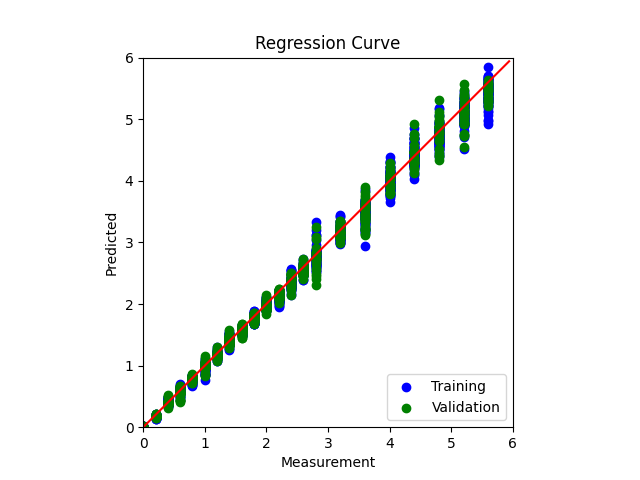 Regression Curve
6
5
4
3
2
1
0
Predicted
0 1 2 3 4 5 6
Measurement
Training
Validation